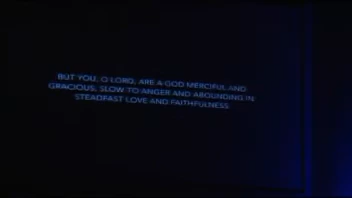 BUT YOU, O LORD, ARE A GOD MERCIFUL AND
GRACIOUS, SLOW TO ANGER AND ABOUNDING IN
STEADFAST LOVE AND FAITHFULNESS